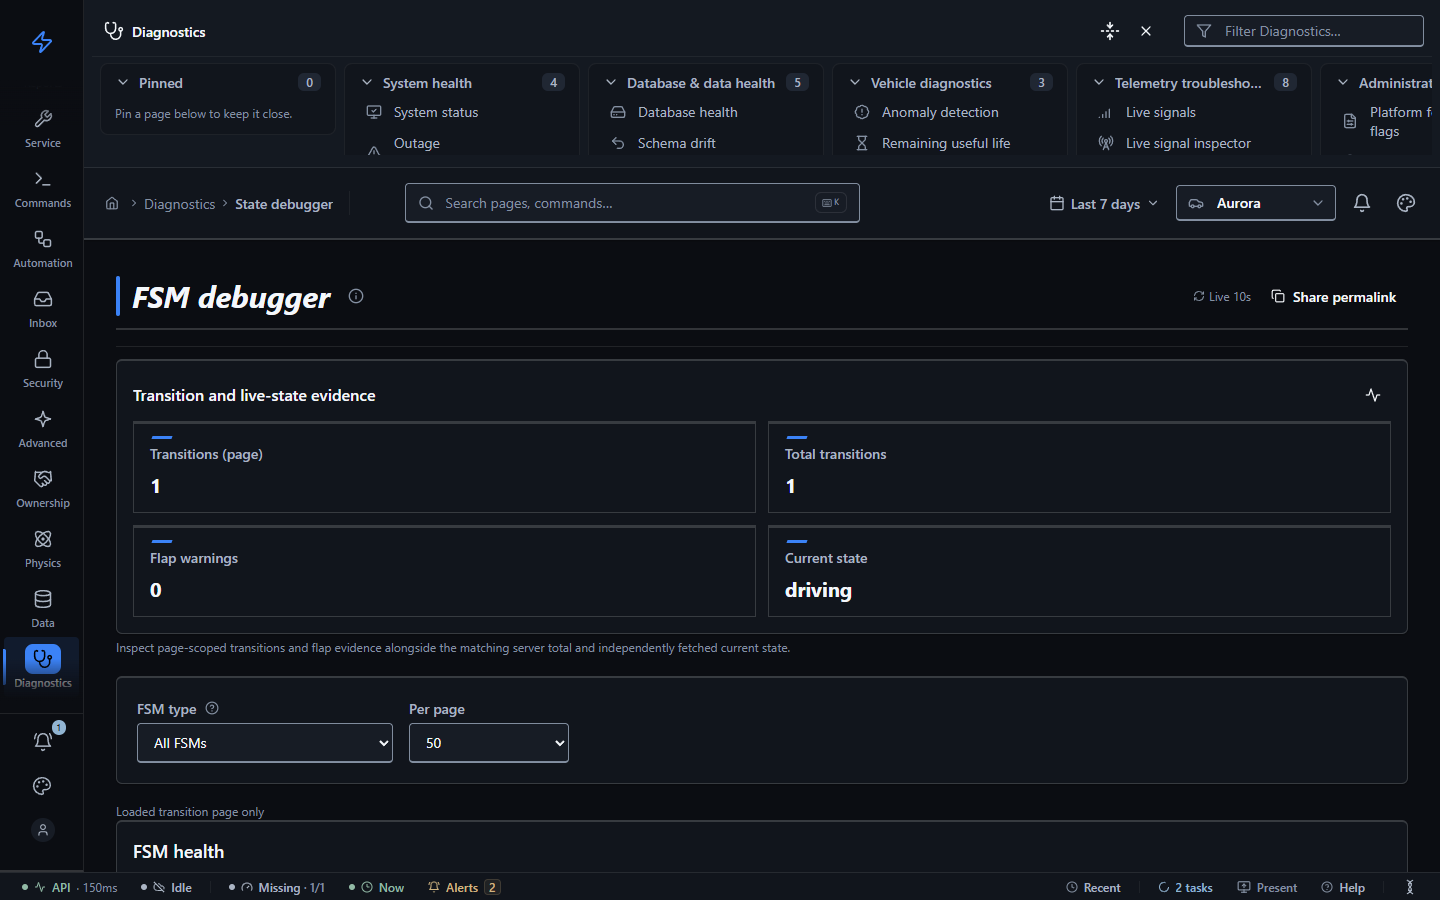 Diagnostics
Filter Diagnostics...
Pinned 0
Pin a page below to keep it close.
System health 4
System status
Outage
Database & data health 5
Database health
Schema drift
Vehicle diagnostics 3
Anomaly detection
Remaining useful life
Telemetry troublesho... 8
Live signals
Live signal inspector
Administrat
Platform f
flags
Service
Commands
Automation
Inbox
Security
Advanced
Ownership
Physics
Data
Diagnostics
1
Diagnostics
State debugger
Search pages, commands...
K
Last 7 days
Aurora
FSM debugger
Live 10s
Share permalink
Transition and live-state evidence
Transitions (page)
1
Total transitions
1
Flap warnings
0
Current state
driving
Inspect page-scoped transitions and flap evidence alongside the matching server total and independently fetched current state.
FSM type
All FSMs
Per page
50
Loaded transition page only
FSM health
API · 150ms
Idle
Missing · 1/1
Now
Alerts 2
Recent
2 tasks
Present
Help